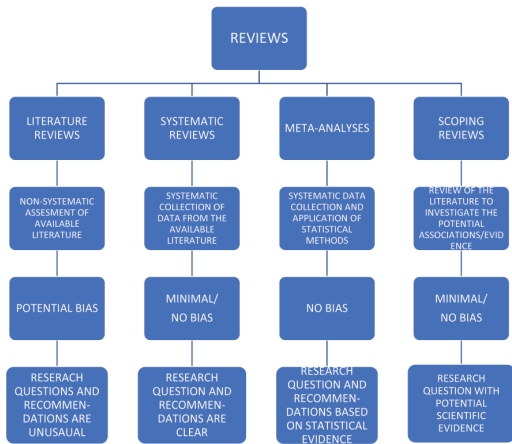 REVIEWS
LITERATURE
REVIEWS
SYSTEMATIC
REVIEWS
META-ANALYSES
SCOPING
REVIEWS
NON-SYSTEMATIC
ASSESMENT OF
AVAILABLE
LITERATURE
SYSTEMATIC
COLLECTION OF
DATA FROM THE
AVAILABLE
LITERATURE
SYSTEMATIC DATA
COLLECTION AND
APPLICATION OF
STATISTICAL
METHODS
REVIEW OF THE
LITERATURE TO
INVESTIGATE THE
POTENTIAL
ASSOCIATIONS/EVID
ENCE
POTENTIAL BIAS
MINIMAL/
NO BIAS
NO BIAS
MINIMAL/
NO BIAS
RESERACH
QUESTIONS AND
RECOMMEN-
DATIONS ARE
UNUSAUAL
RESEARCH
QUESTION AND
RECOMMEN-
DATIONS ARE
CLEAR
RESEARCH
QUESTION AND
RECOMMEN-
DATIONS BASED
ON STATISTICAL
EVIDENCE
RESEARCH
QUESTION WITH
POTENTIAL
SCIENTIFIC
EVIDENCE